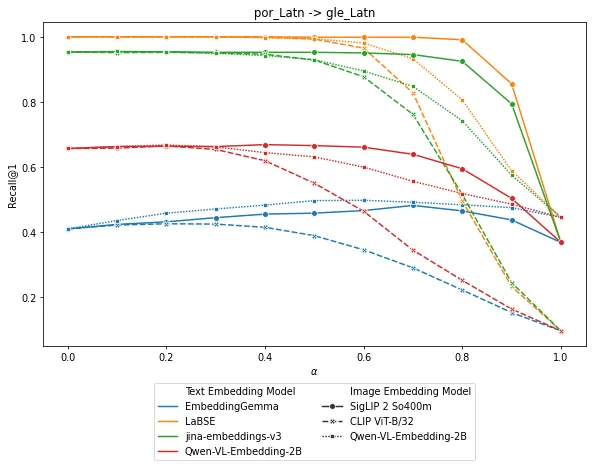 por_Latn -> gle_Latn
Recall@1
1.0
0.8
0.6
0.4
0.2
0.0 0.2 0.4 0.6 0.8 1.0
α
Text Embedding Model Image Embedding Model
EmbeddingGemma SigLIP 2 So400m
LaBSE CLIP ViT-B/32
jina-embeddings-v3 Qwen-VL-Embedding-2B
Qwen-VL-Embedding-2B